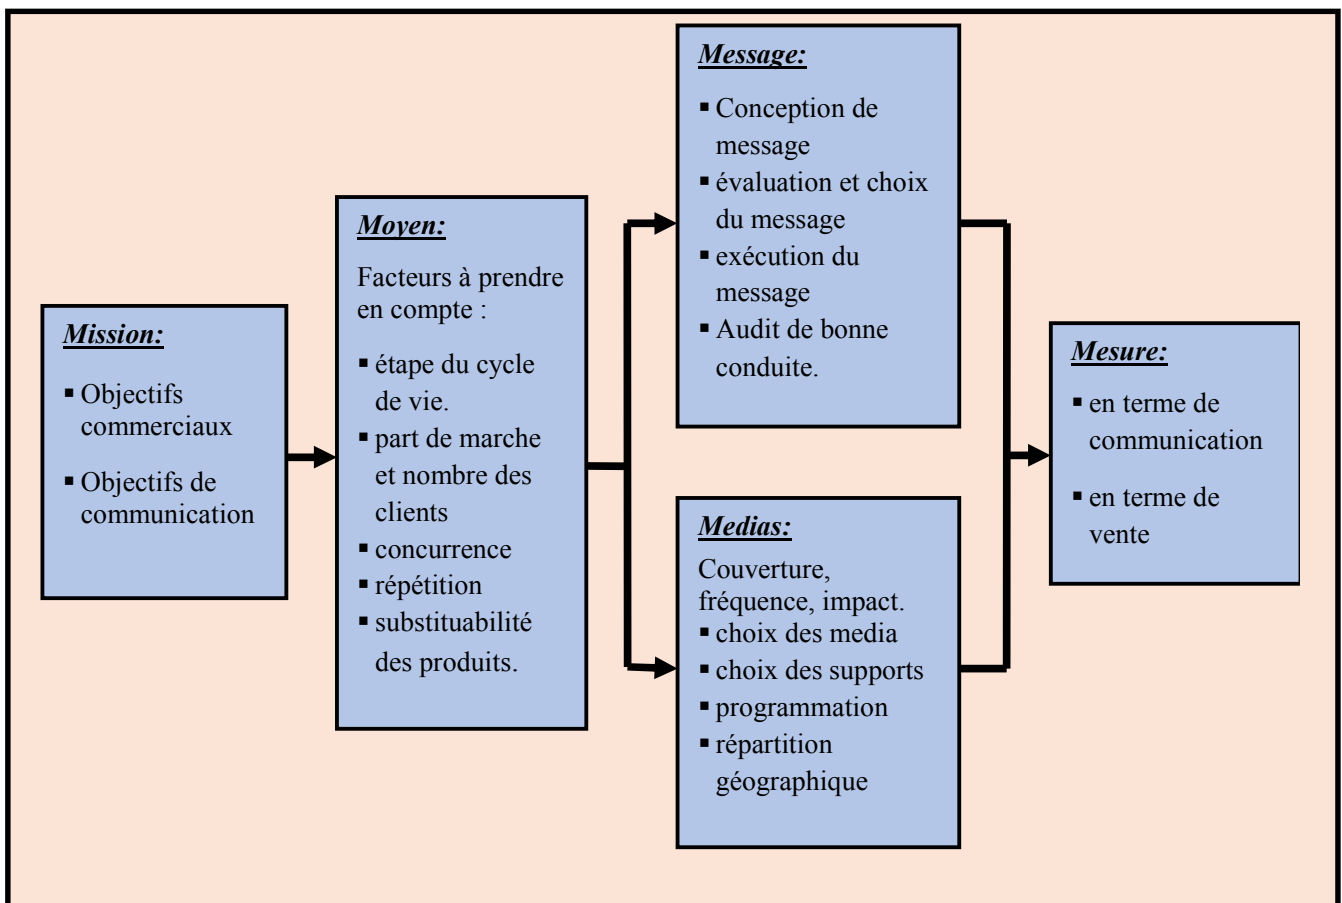 Mission:
▪ Objectifs
commerciaux
▪ Objectifs de
communication
Moyen:
Facteurs à prendre
en compte :
▪ étape du cycle
de vie.
▪ part de marche
et nombre des
clients
▪ concurrence
▪ répétition
▪ substituabilité
des produits.
Message:
▪ Conception de
message
▪ évaluation et choix
du message
▪ exécution du
message
▪ Audit de bonne
conduite.
Medias:
Couverture,
fréquence, impact.
▪ choix des media
▪ choix des supports
▪ programmation
▪ répartition
géographique
Mesure:
▪ en terme de
communication
▪ en terme de
vente